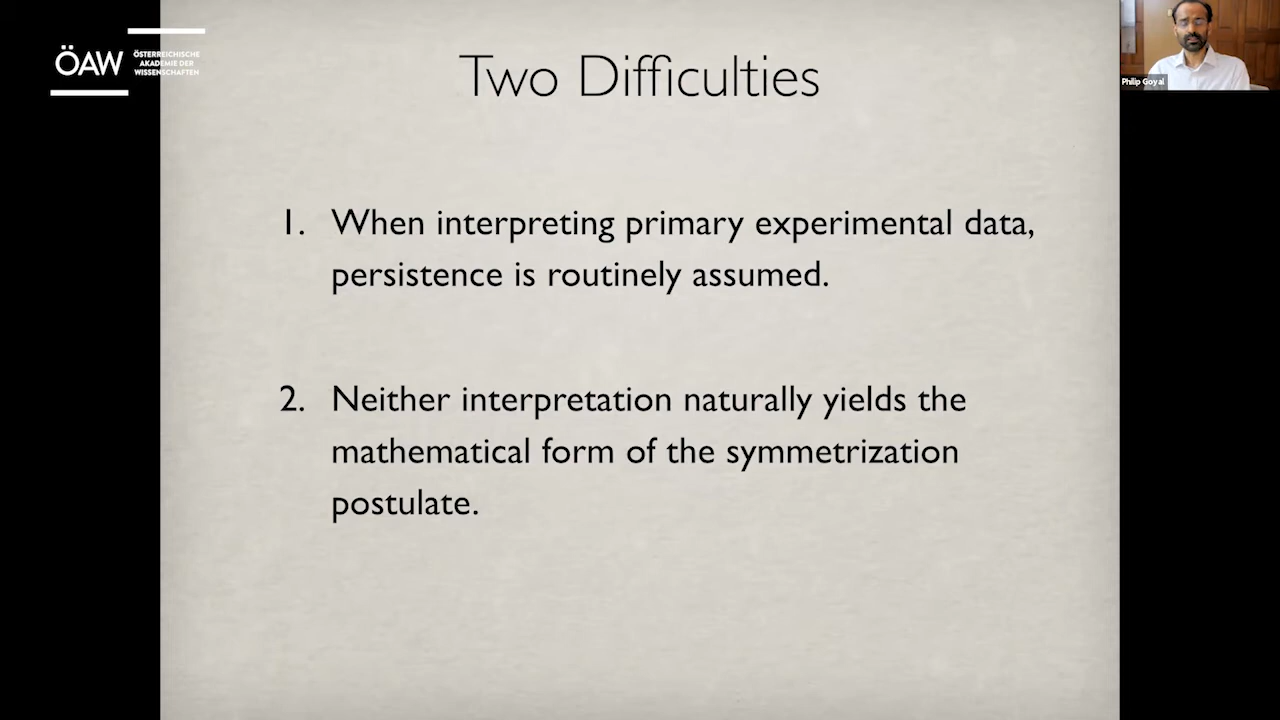 ÖAW
ÖSTERREICHISCHE
AKADEMIE DER
WISSENSCHAFTEN
Two Difficulties
Philip Goyal
1. When interpreting primary experimental data,
persistence is routinely assumed.
2. Neither interpretation naturally yields the
mathematical form of the symmetrization
postulate.